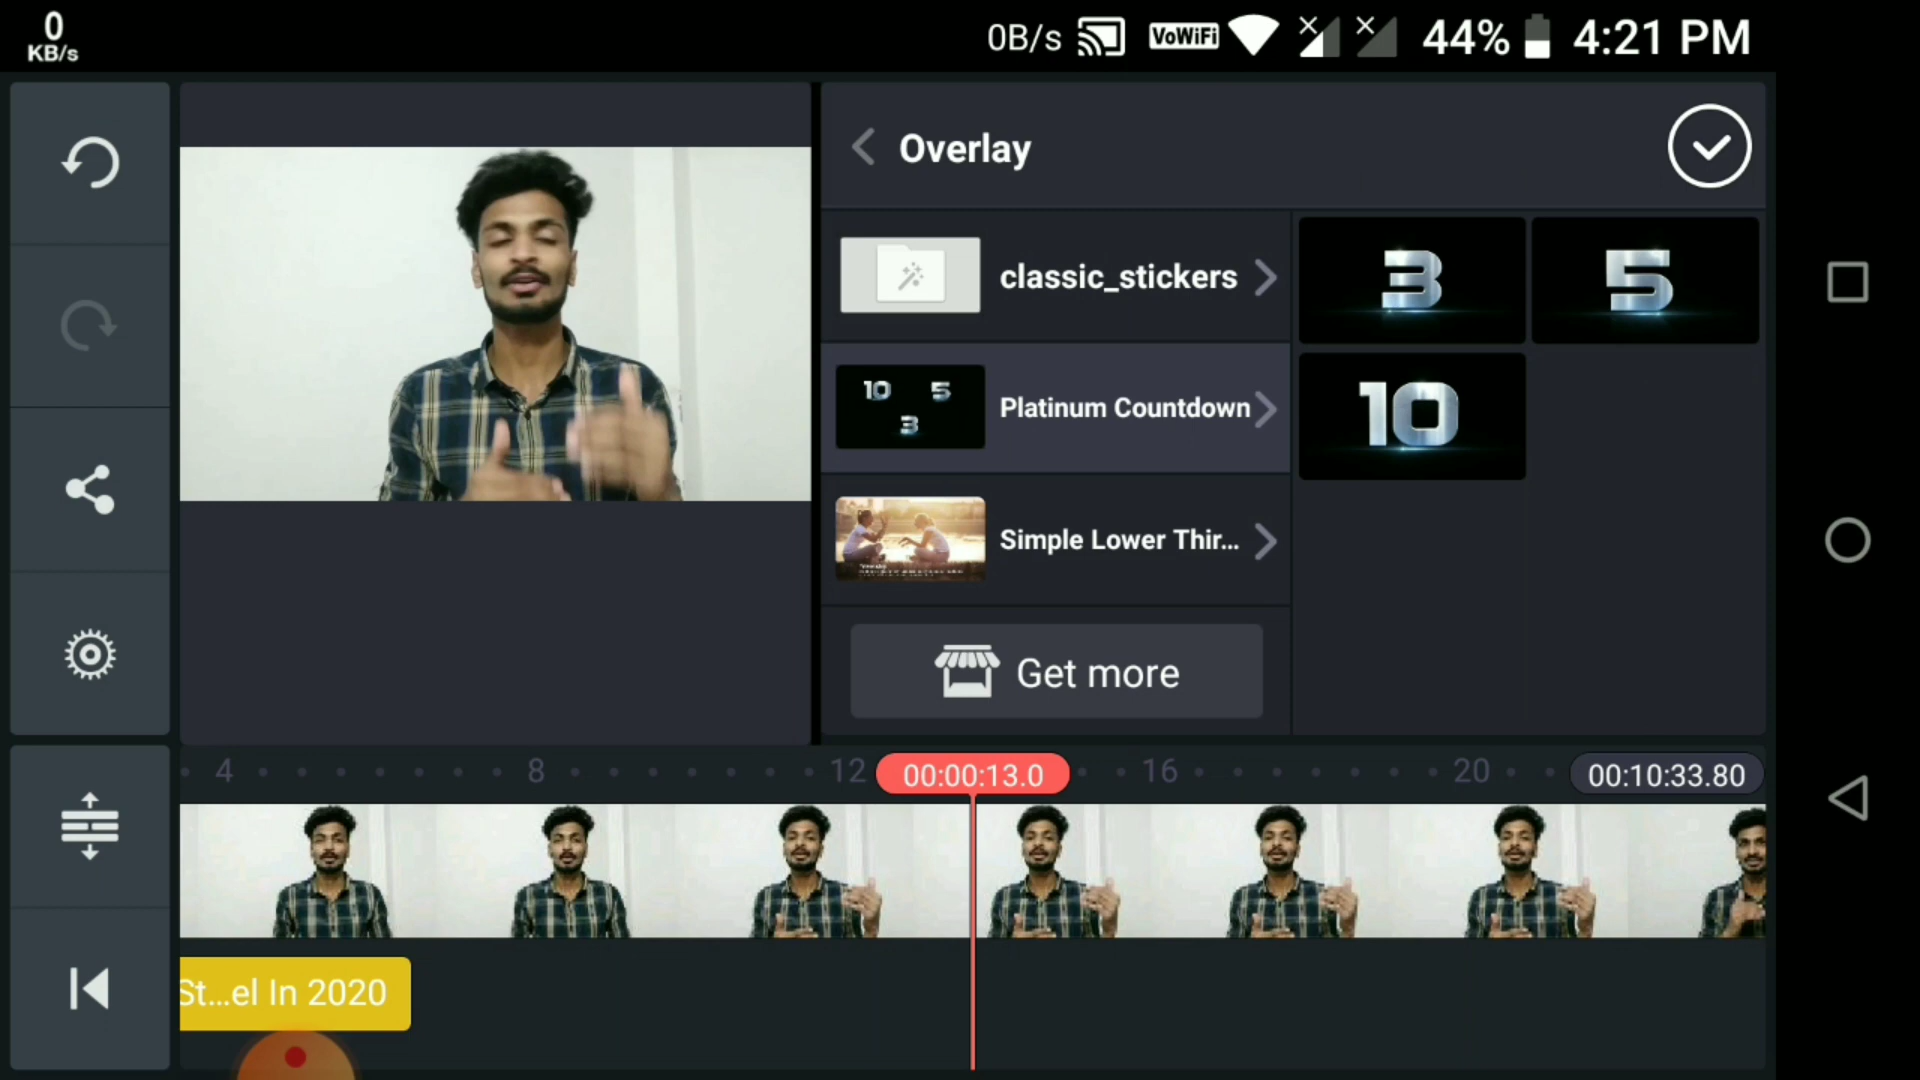 0
KB/s
0B/s VoWiFi 44% 4:21 PM
Overlay
classic_stickers
3 5
10 5
3
Platinum Countdown
10
Simple Lower Thir...
Get more
4 8 12 00:00:13.0 16 20 00:10:33.80
St...el In 2020